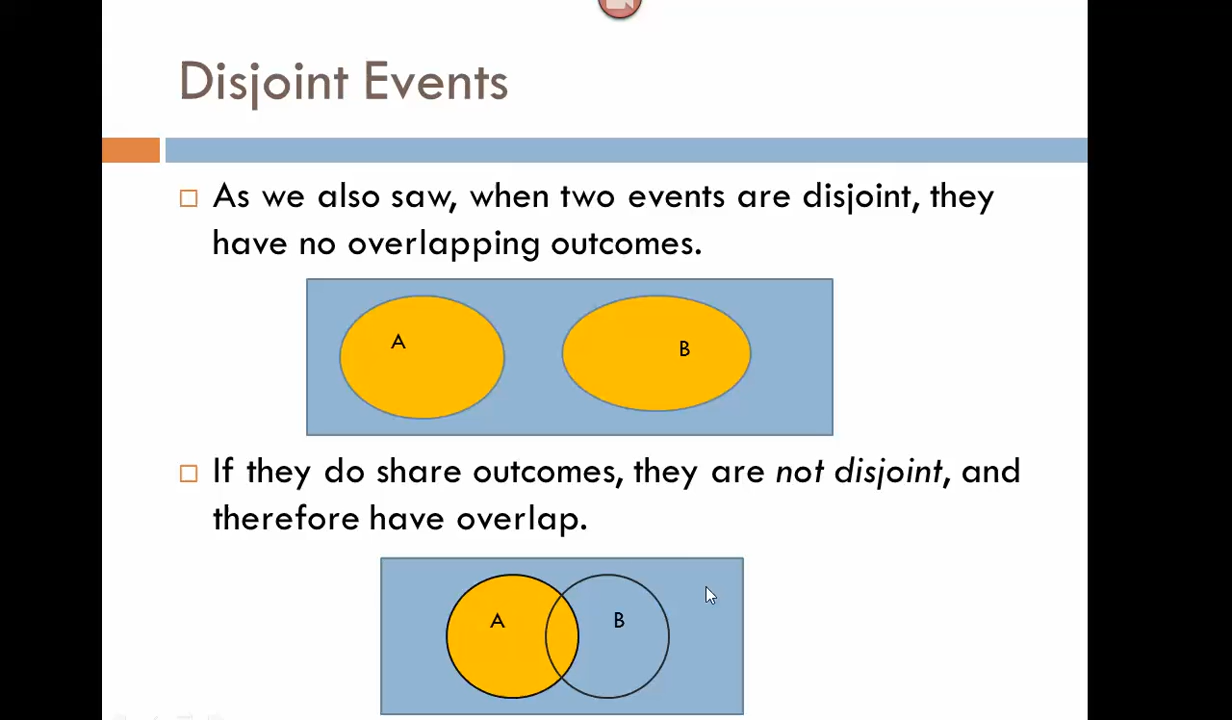 Disjoint Events
As we also saw, when two events are disjoint, they
have no overlapping outcomes.
A
B
If they do share outcomes, they are not disjoint, and
therefore have overlap.
A
B